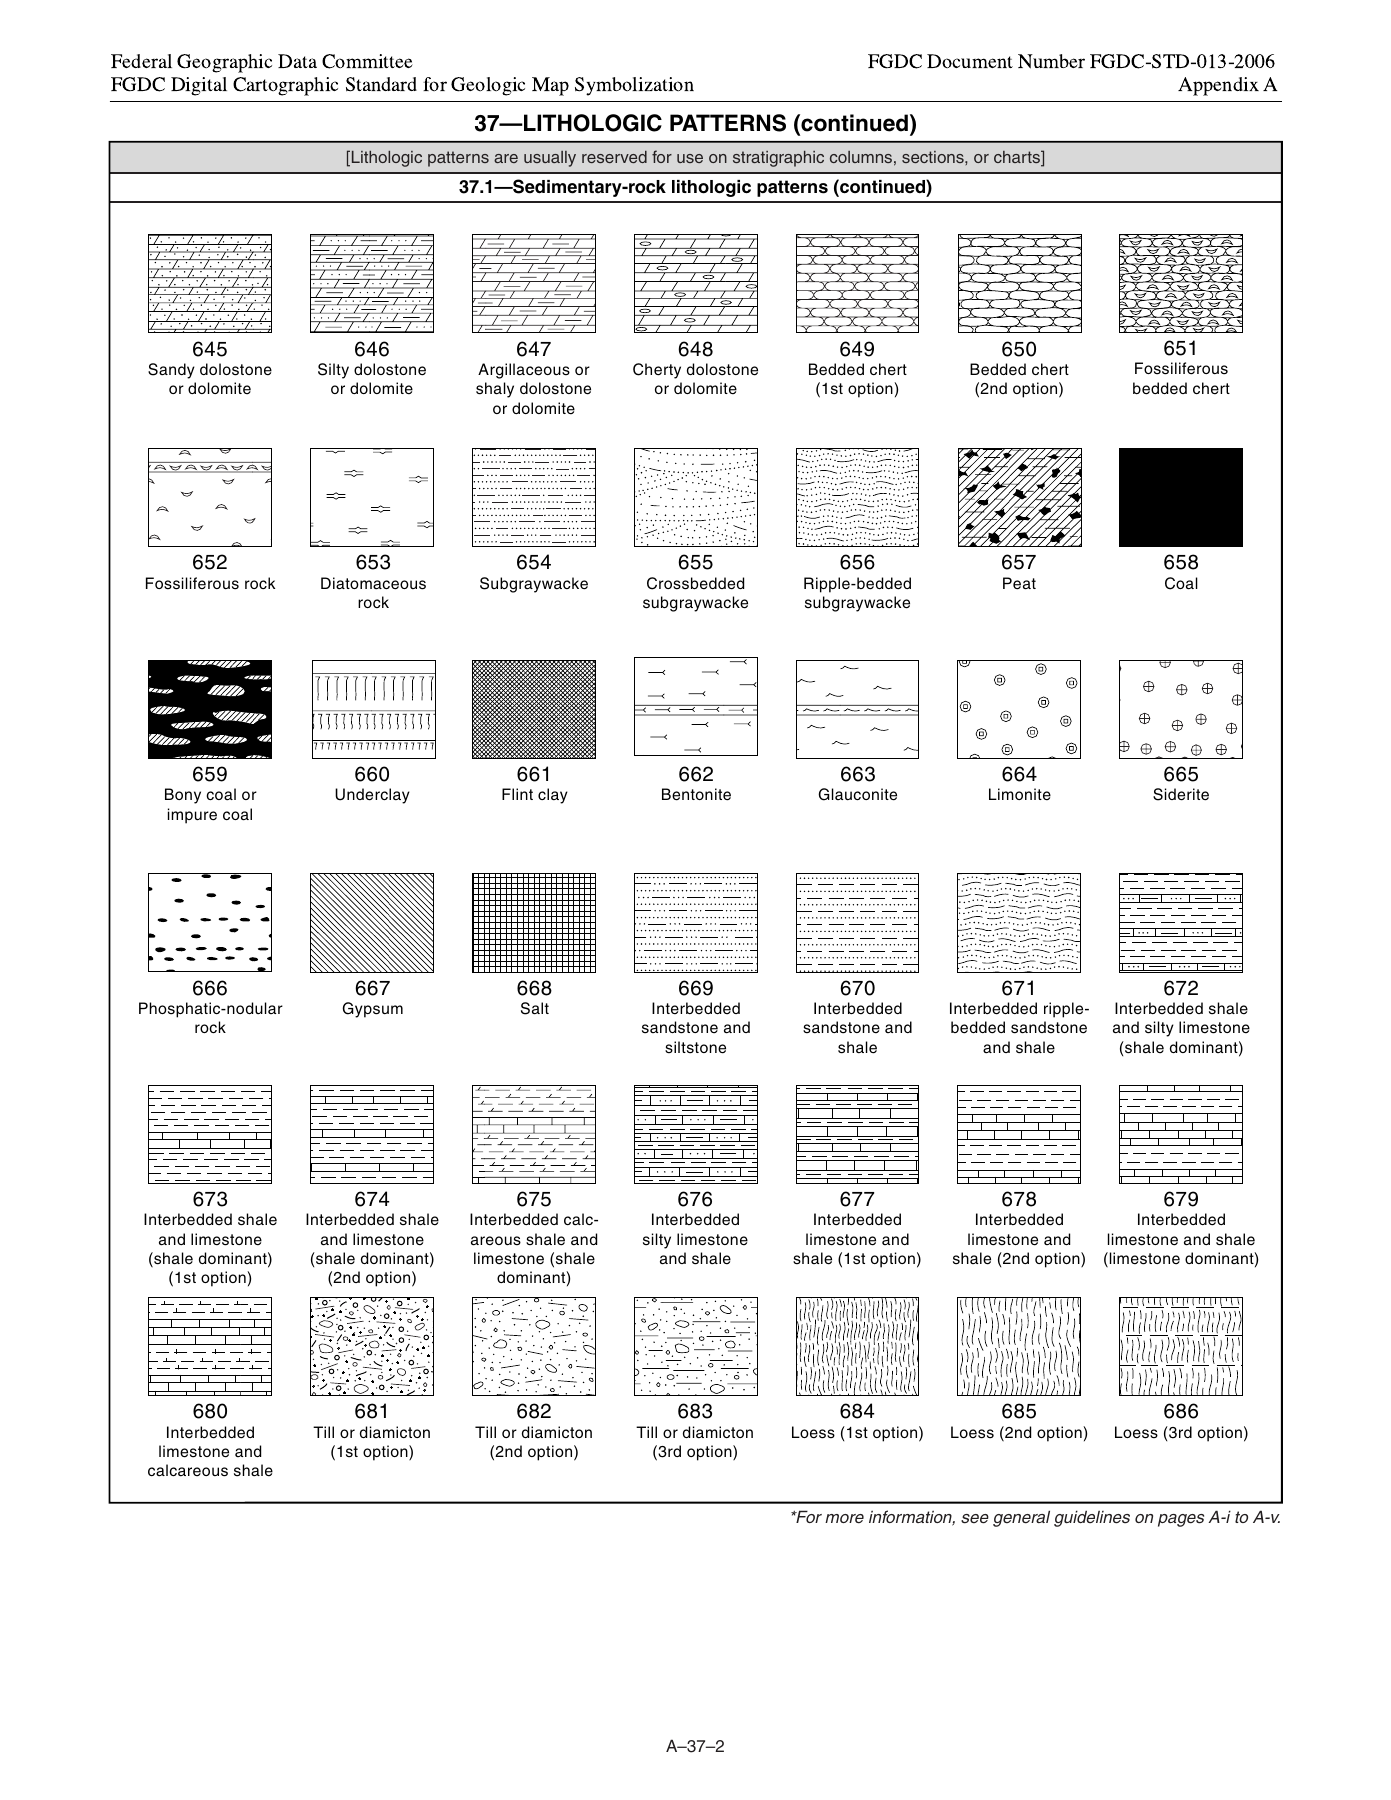 Federal Geographic Data Committee
FGDC Document Number FGDC-STD-013-2006
FGDC Digital Cartographic Standard for Geologic Map Symbolization
Appendix A
37—LITHOLOGIC PATTERNS (continued)
[Lithologic patterns are usually reserved for use on stratigraphic columns, sections, or charts]
37.1—Sedimentary-rock lithologic patterns (continued)
645
Sandy dolostone
or dolomite
646
Silty dolostone
or dolomite
647
Argillaceous or
shaly dolostone
or dolomite
648
Cherty dolostone
or dolomite
649
Bedded chert
(1st option)
650
Bedded chert
(2nd option)
651
Fossiliferous
bedded chert
652
Fossiliferous rock
653
Diatomaceous
rock
654
Subgraywacke
655
Crossbedded
subgraywacke
656
Ripple-bedded
subgraywacke
657
Peat
658
Coal
659
Bony coal or
impure coal
660
Underclay
661
Flint clay
662
Bentonite
663
Glauconite
664
Limonite
665
Siderite
666
Phosphatic-nodular
rock
667
Gypsum
668
Salt
669
Interbedded
sandstone and
siltstone
670
Interbedded
sandstone and
shale
671
Interbedded ripple-
bedded sandstone
and shale
672
Interbedded shale
and silty limestone
(shale dominant)
673
Interbedded shale
and limestone
(shale dominant)
(1st option)
674
Interbedded shale
and limestone
(shale dominant)
(2nd option)
675
Interbedded calc-
areous shale and
limestone (shale
dominant)
676
Interbedded
silty limestone
and shale
677
Interbedded
limestone and
shale (1st option)
678
Interbedded
limestone and
shale (2nd option)
679
Interbedded
limestone and shale
(limestone dominant)
680
Interbedded
limestone and
calcareous shale
681
Till or diamicton
(1st option)
682
Till or diamicton
(2nd option)
683
Till or diamicton
(3rd option)
684
Loess (1st option)
685
Loess (2nd option)
686
Loess (3rd option)
*For more information, see general guidelines on pages A-i to A-v.
A–37–2